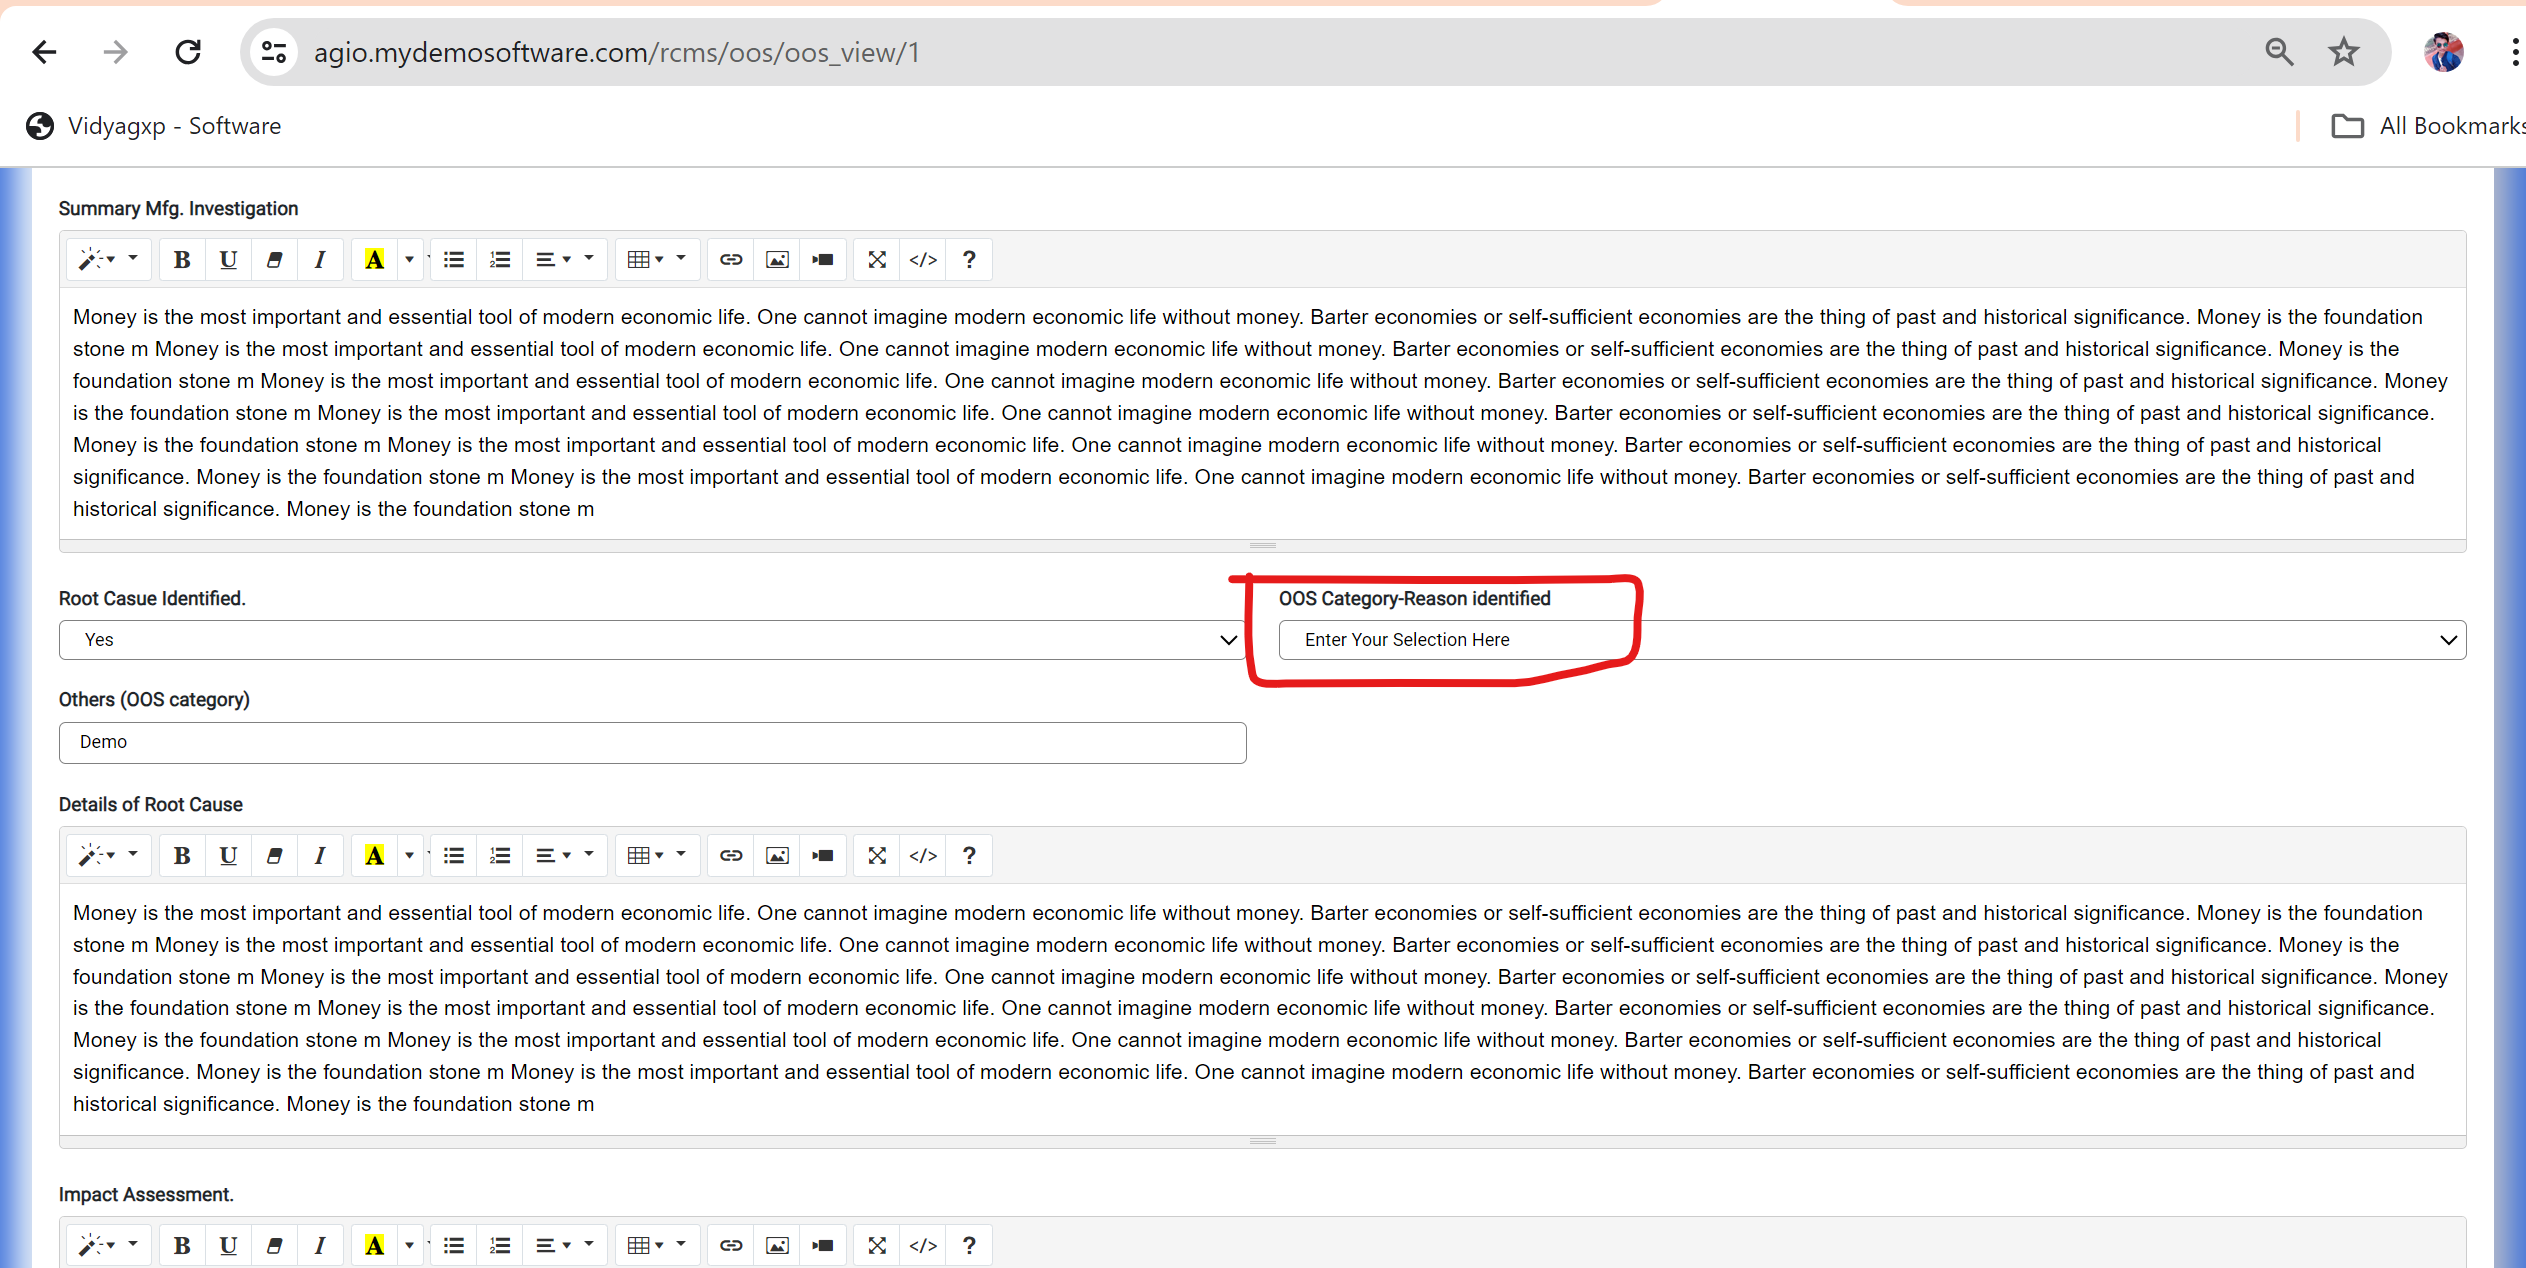 agio.mydemosoftware.com/rcms/oos/oos_view/1
Vidyagxp - Software
All Bookmarks
Summary Mfg. Investigation
B U I A </> ?
Money is the most important and essential tool of modern economic life. One cannot imagine modern economic life without money. Barter economies or self-sufficient economies are the thing of past and historical significance. Money is the foundation
stone m Money is the most important and essential tool of modern economic life. One cannot imagine modern economic life without money. Barter economies or self-sufficient economies are the thing of past and historical significance. Money is the
foundation stone m Money is the most important and essential tool of modern economic life. One cannot imagine modern economic life without money. Barter economies or self-sufficient economies are the thing of past and historical significance. Money
is the foundation stone m Money is the most important and essential tool of modern economic life. One cannot imagine modern economic life without money. Barter economies or self-sufficient economies are the thing of past and historical significance.
Money is the foundation stone m Money is the most important and essential tool of modern economic life. One cannot imagine modern economic life without money. Barter economies or self-sufficient economies are the thing of past and historical
significance. Money is the foundation stone m Money is the most important and essential tool of modern economic life. One cannot imagine modern economic life without money. Barter economies or self-sufficient economies are the thing of past and
historical significance. Money is the foundation stone m
Root Casue Identified.
Yes
OOS Category-Reason identified
Enter Your Selection Here
Others (OOS category)
Demo
Details of Root Cause
B U I A </> ?
Money is the most important and essential tool of modern economic life. One cannot imagine modern economic life without money. Barter economies or self-sufficient economies are the thing of past and historical significance. Money is the foundation
stone m Money is the most important and essential tool of modern economic life. One cannot imagine modern economic life without money. Barter economies or self-sufficient economies are the thing of past and historical significance. Money is the
foundation stone m Money is the most important and essential tool of modern economic life. One cannot imagine modern economic life without money. Barter economies or self-sufficient economies are the thing of past and historical significance. Money
is the foundation stone m Money is the most important and essential tool of modern economic life. One cannot imagine modern economic life without money. Barter economies or self-sufficient economies are the thing of past and historical significance.
Money is the foundation stone m Money is the most important and essential tool of modern economic life. One cannot imagine modern economic life without money. Barter economies or self-sufficient economies are the thing of past and historical
significance. Money is the foundation stone m Money is the most important and essential tool of modern economic life. One cannot imagine modern economic life without money. Barter economies or self-sufficient economies are the thing of past and
historical significance. Money is the foundation stone m
Impact Assessment.
B U I A </> ?